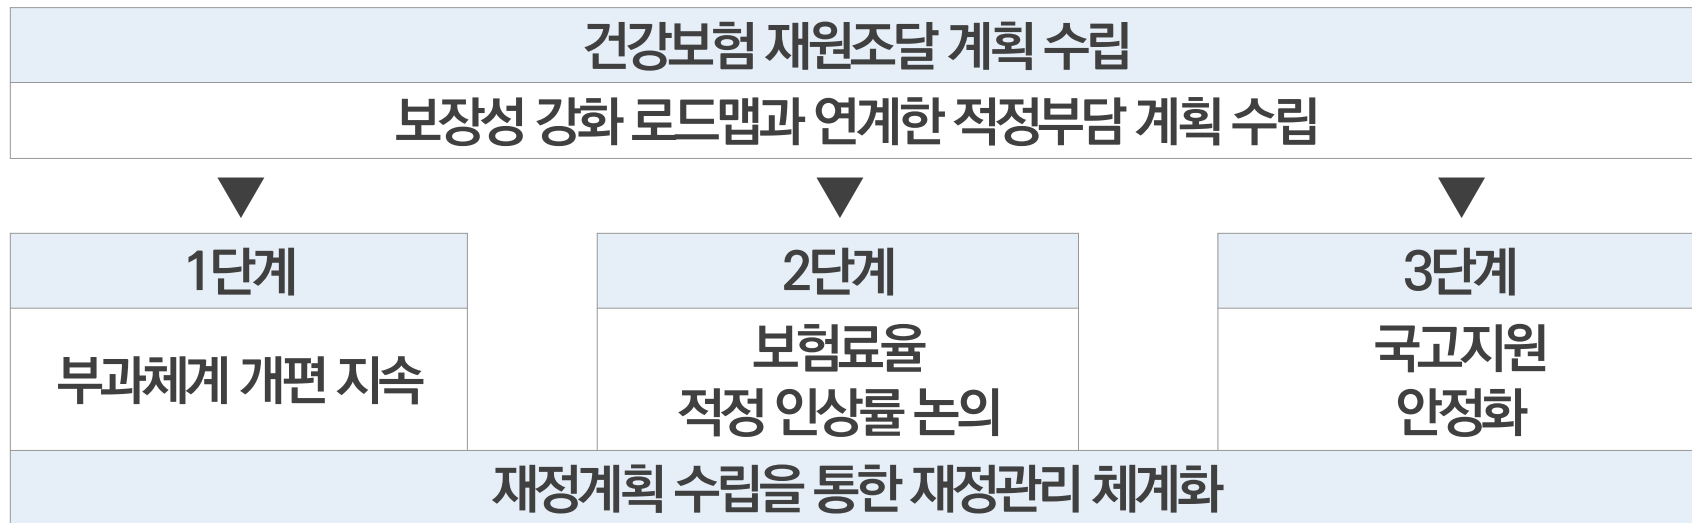 건강보험 재원조달 계획 수립
보장성 강화 로드맵과 연계한 적정부담 계획 수립
1단계
부과체계 개편 지속
2단계
보험료율
적정 인상률 논의
3단계
국고지원
안정화
재정계획 수립을 통한 재정관리 체계화